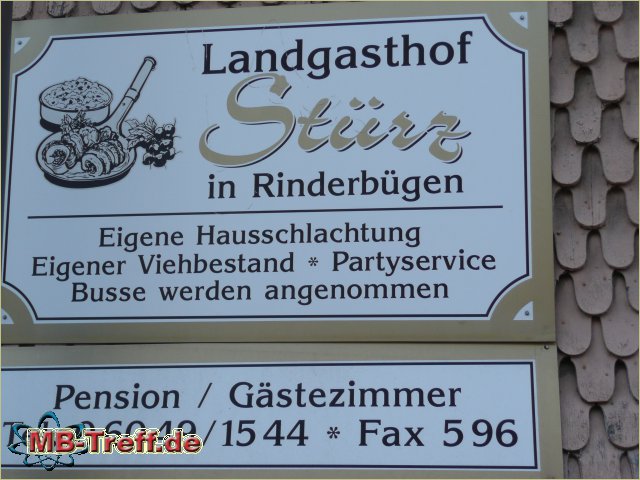 Landgasthof
Stürz
in Rinderbügen
Eigene Hausschlachtung
Eigener Viehbestand * Partyservice
Busse werden angenommen
Pension / Gästezimmer
/1544 * Fax 596
MB-Treff.de